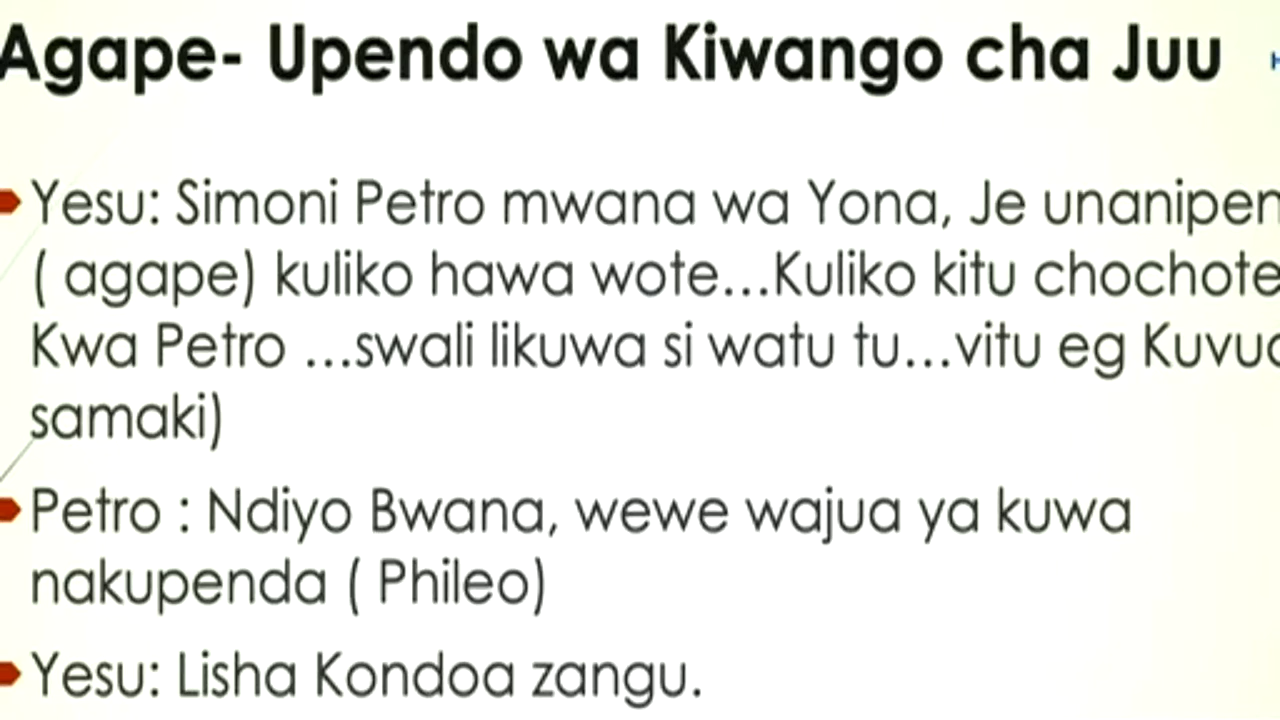 Agape- Upendo wa Kiwango cha Juu
Yesu: Simoni Petro mwana wa Yona, Je unanipen
( agape) kuliko hawa wote…Kuliko kitu chochote
Kwa Petro …swali likuwa si watu tu…vitu eg Kuvu
samaki)
Petro : Ndiyo Bwana, wewe wajua ya kuwa
nakupenda ( Phileo)
Yesu: Lisha Kondoa zangu.